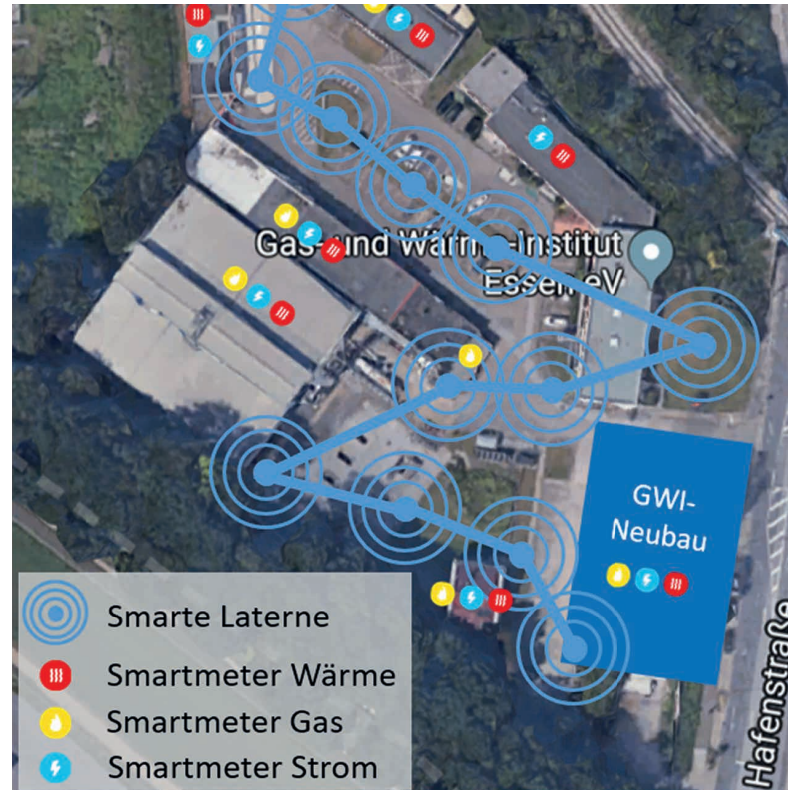 Gas- und Wärme-Institut
Essen eV
GWI-
Neubau
Hafenstraße
Smarte Laterne
Smartmeter Wärme
Smartmeter Gas
Smartmeter Strom